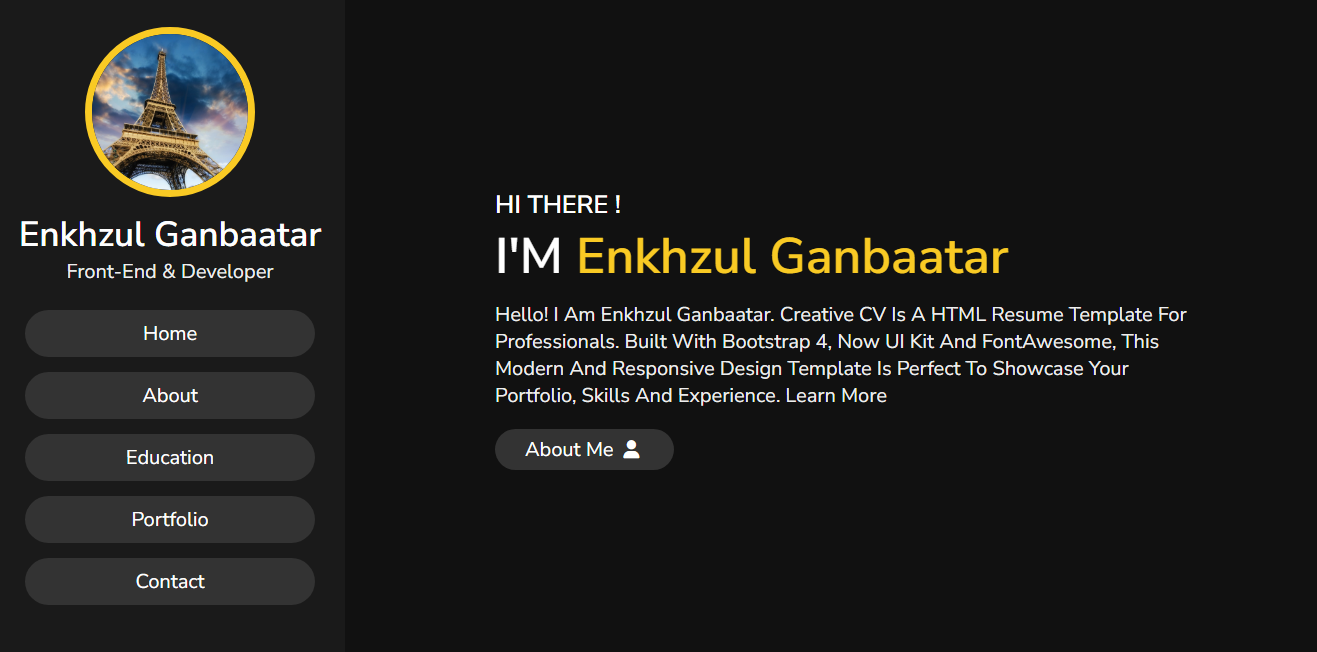 Enkhzul Ganbaatar
Front-End & Developer
Home
About
Education
Portfolio
Contact
HI THERE !
I'M Enkhzul Ganbaatar
Hello! I Am Enkhzul Ganbaatar. Creative CV Is A HTML Resume Template For
Professionals. Built With Bootstrap 4, Now UI Kit And FontAwesome, This
Modern And Responsive Design Template Is Perfect To Showcase Your
Portfolio, Skills And Experience. Learn More
About Me